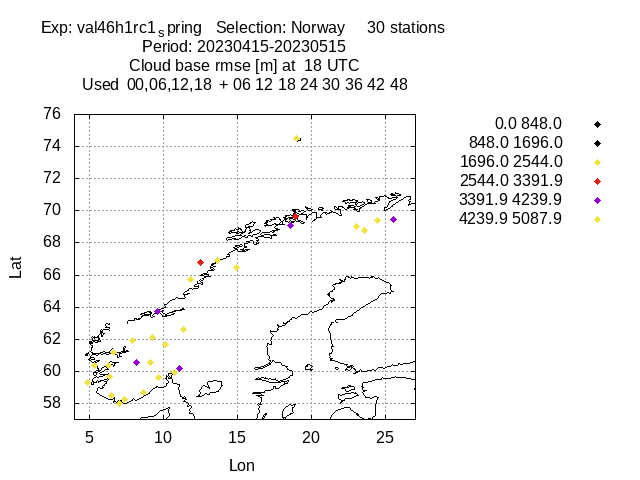 Exp: val46h1rc1spring Selection: Norway 30 stations
Period: 20230415-20230515
Cloud base rmse [m] at 18 UTC
Used 00,06,12,18 + 06 12 18 24 30 36 42 48
0.0 848.0
848.0 1696.0
1696.0 2544.0
2544.0 3391.9
3391.9 4239.9
4239.9 5087.9
Lat
76
74
72
70
68
66
64
62
60
58
5 10 15 20 25
Lon